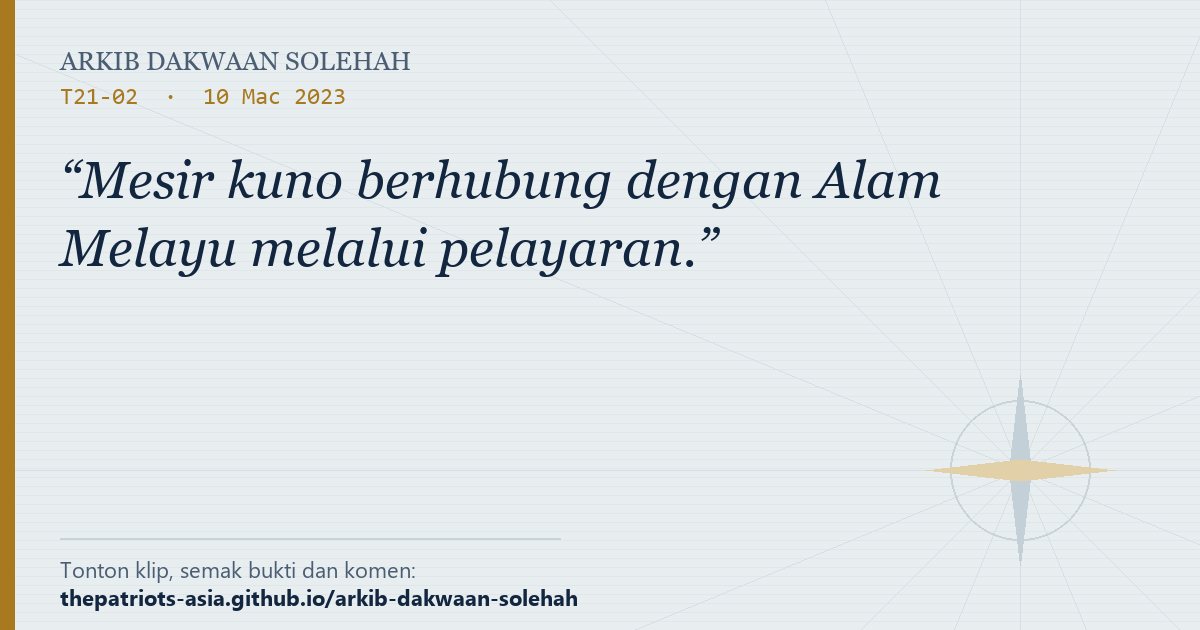 ARKIB DAKWAAN SOLEHAH
T21-02 · 10 Mac 2023
“Mesir kuno berhubung dengan Alam
Melayu melalui pelayaran.”
Tonton klip, semak bukti dan komen:
thepatriots-asia.github.io/arkib-dakwaan-solehah